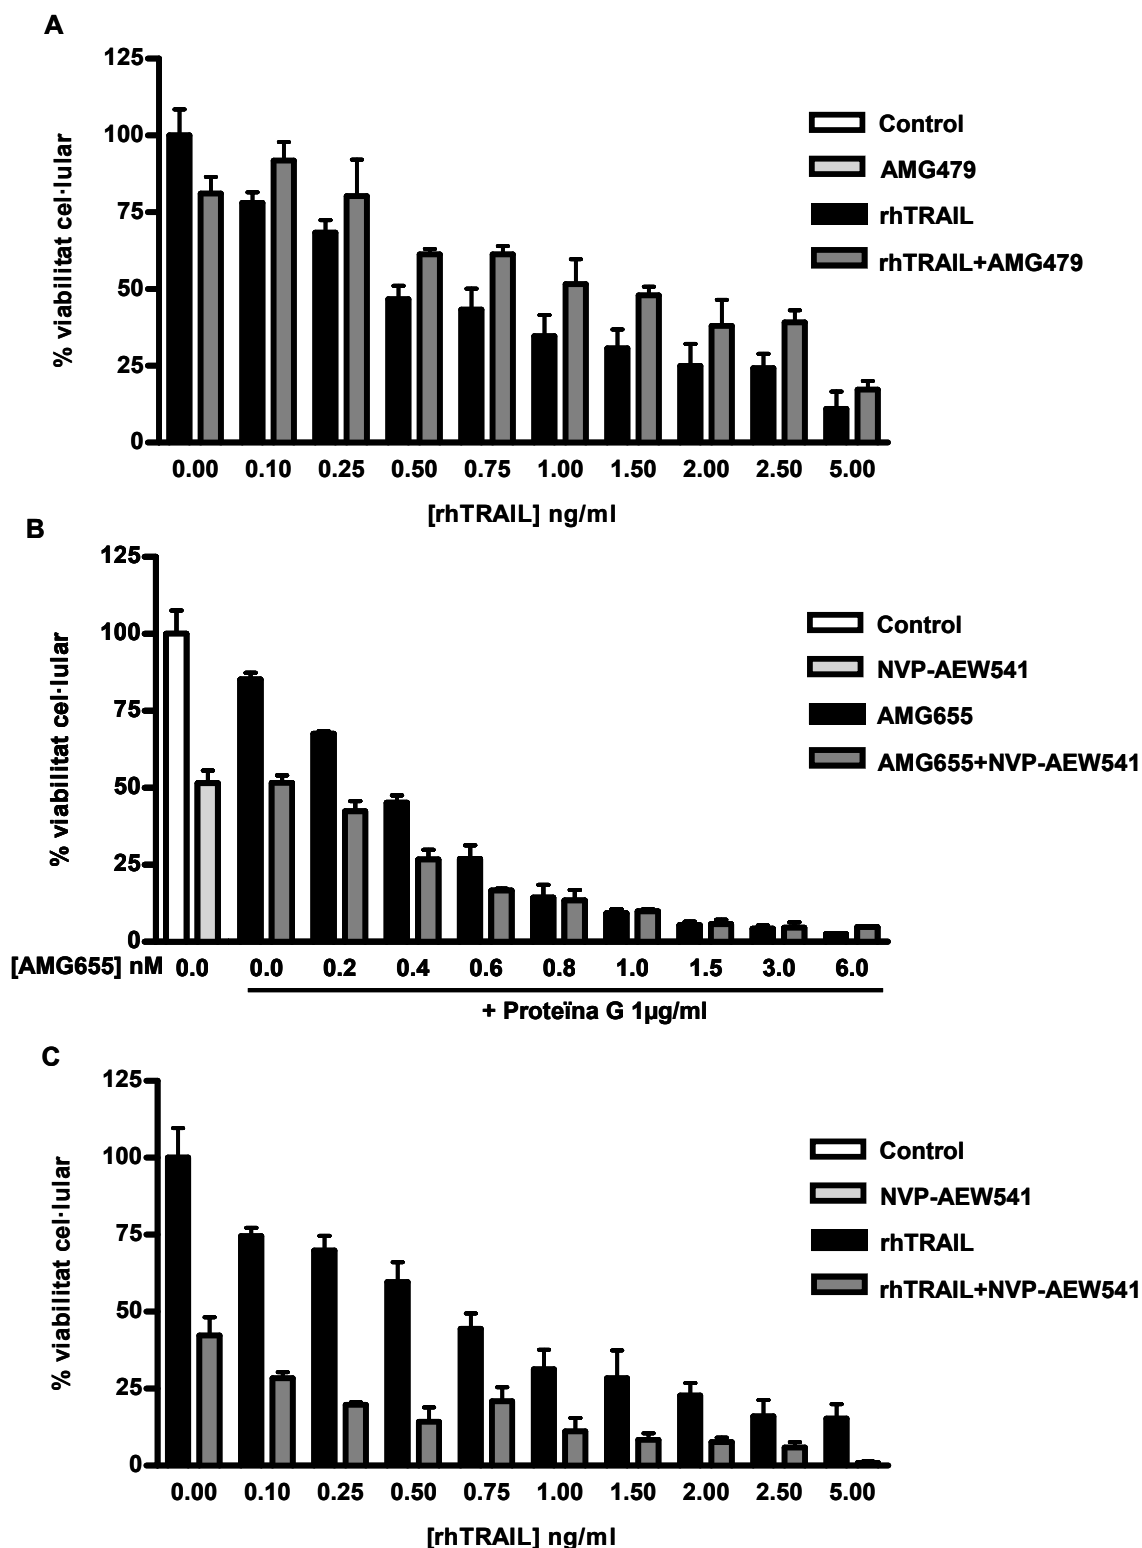 A
% viabilitat cel·lular
125
100
75
50
25
0
0.00 0.10 0.25 0.50 0.75 1.00 1.50 2.00 2.50 5.00
[rhTRAIL] ng/ml
Control
AMG479
rhTRAIL
rhTRAIL+AMG479
B
% viabilitat cel·lular
125
100
75
50
25
0
[AMG655] nM 0.0 0.0 0.2 0.4 0.6 0.8 1.0 1.5 3.0 6.0
+ Proteïna G 1µg/ml
Control
NVP-AEW541
AMG655
AMG655+NVP-AEW541
C
% viabilitat cel·lular
125
100
75
50
25
0
0.00 0.10 0.25 0.50 0.75 1.00 1.50 2.00 2.50 5.00
[rhTRAIL] ng/ml
Control
NVP-AEW541
rhTRAIL
rhTRAIL+NVP-AEW541